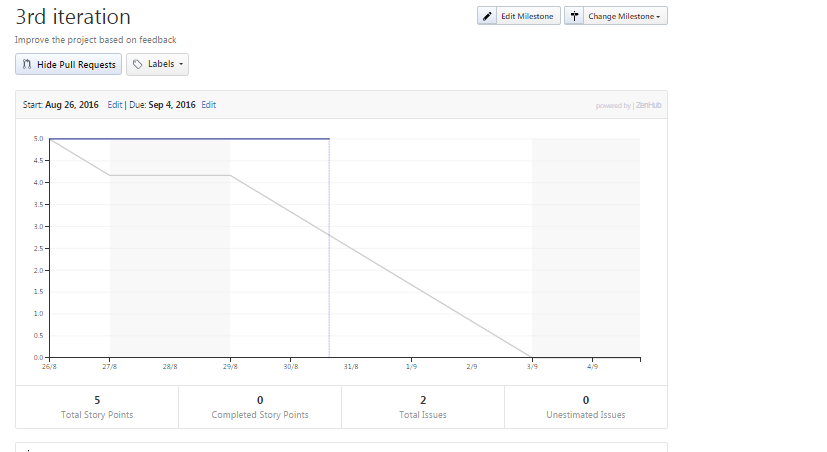 3rd iteration
Edit Milestone
Change Milestone
Improve the project based on feedback
Hide Pull Requests
Labels
Start: Aug 26, 2016 Edit | Due: Sep 4, 2016 Edit
powered by | ZenHub
5.0
4.5
4.0
3.5
3.0
2.5
2.0
1.5
1.0
0.5
0.0
26/8 27/8 28/8 29/8 30/8 31/8 1/9 2/9 3/9 4/9
5 0 2 0
Total Story Points Completed Story Points Total Issues Unestimated Issues